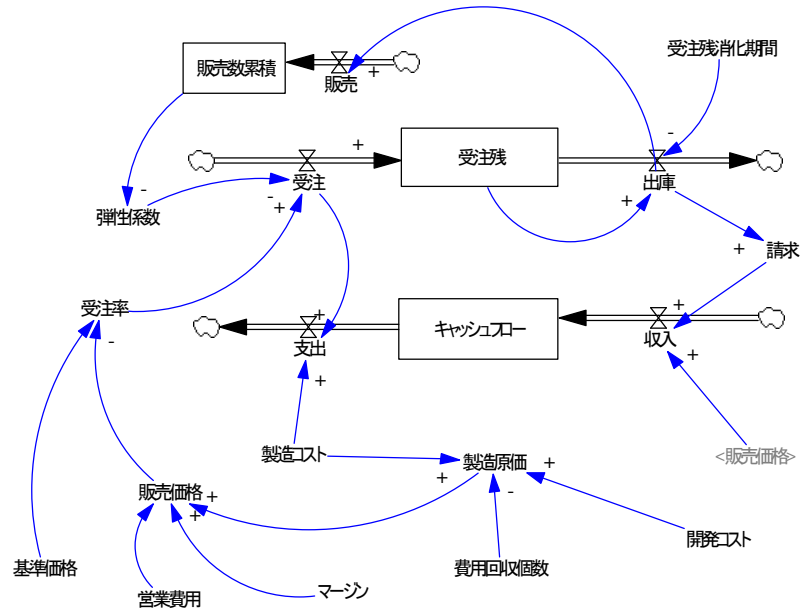 受注残消化期間
販売数累積
販売
+
+
受注残
-
受注
出庫
-
弾性係数
-
+
+
+
請求
受注率
-
+
支出
キャッシュフロー
+
収入
+
+
製造コスト
製造原価
+
<販売価格>
+
-
販売価格
+
+
開発コスト
基準価格
営業費用
マージン
費用回収個数